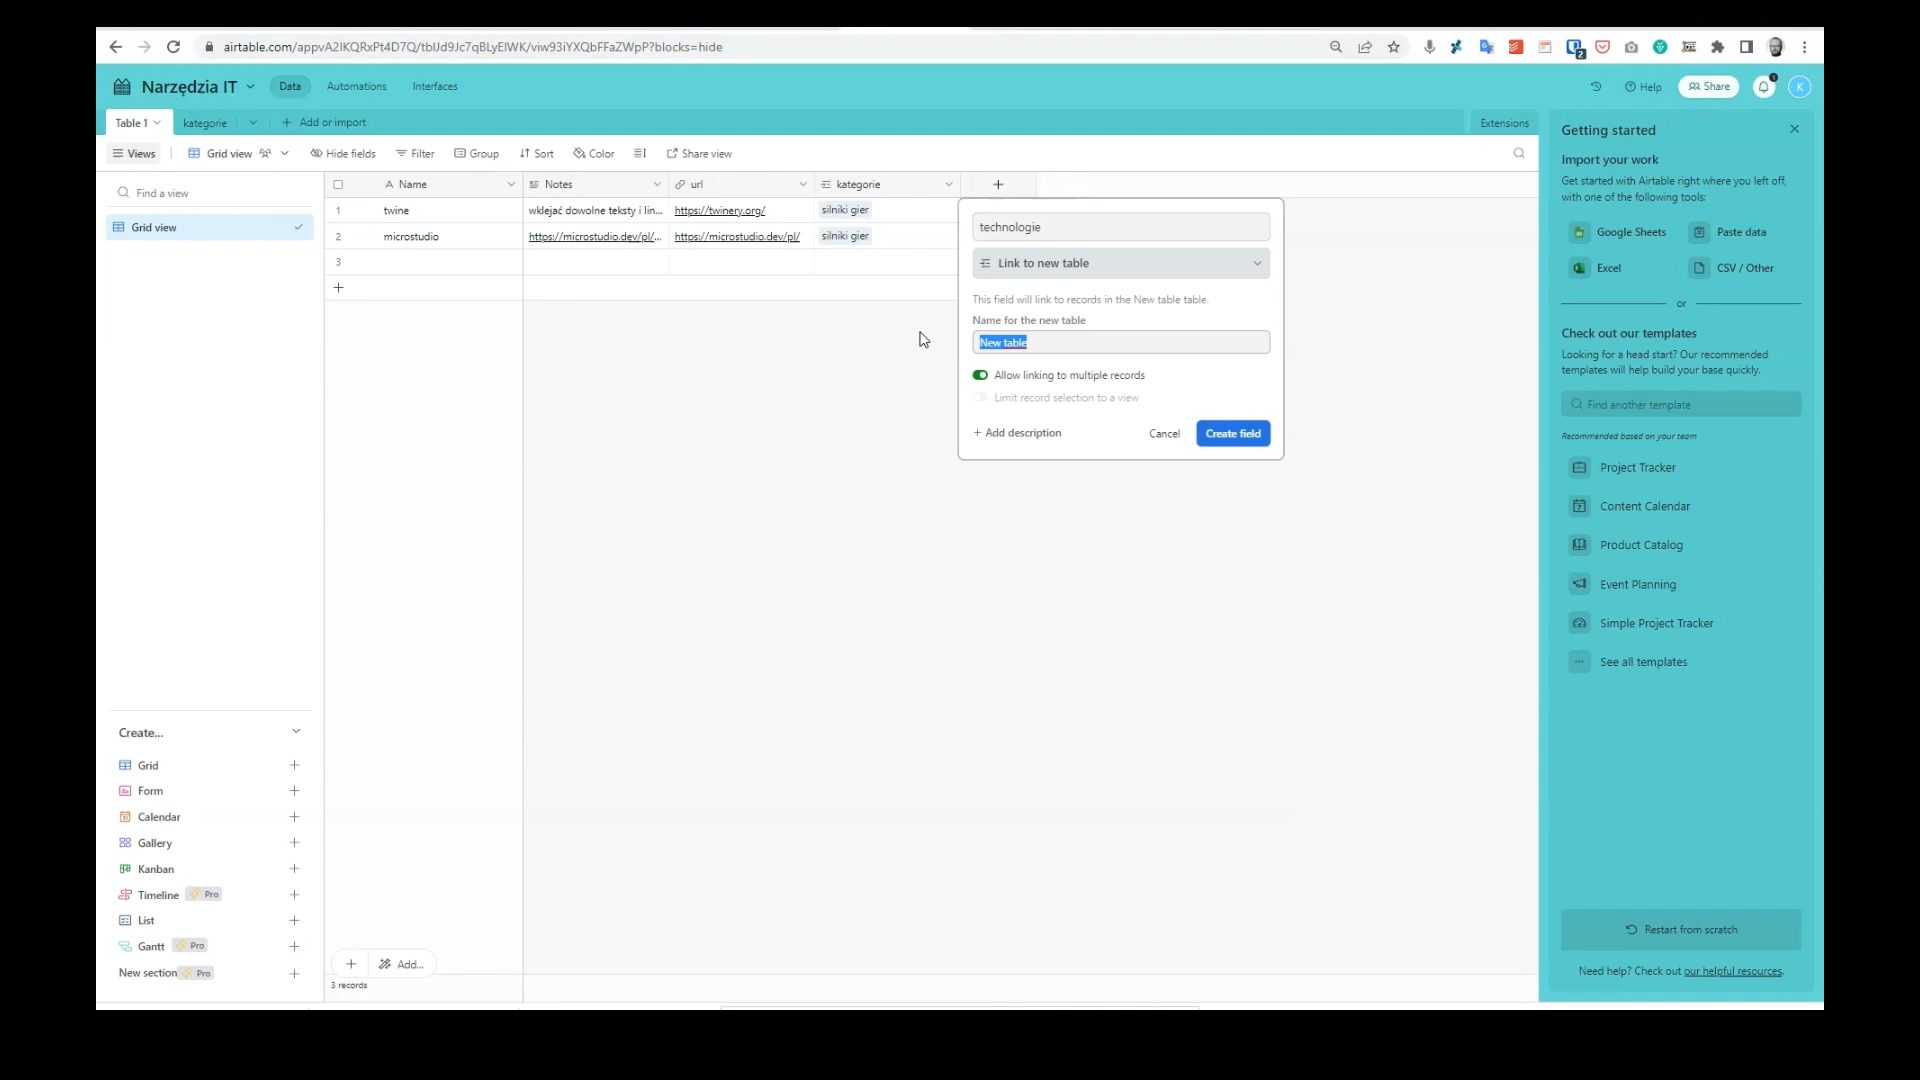 airtable.com/appvA2IKQRxPt4D7Q/tblJd9Jc7qBLyEIWK/viw93iYXQbFFaZWpP?blocks=hide
2
Narzędzia IT
Data
Automations
Interfaces
Help
Share
K
Table 1
kategorie
Add or import
Extensions
Views
Grid view
Hide fields
Filter
Group
Sort
Color
Share view
Find a view
Grid view
Name
Notes
url
kategorie
1
twine
wklejać dowolne teksty i lin...
https://twinery.org/
silniki gier
2
microstudio
https://microstudio.dev/pl/...
https://microstudio.dev/pl/
silniki gier
3
technologie
Link to new table
This field will link to records in the New table table.
Name for the new table
New table
Allow linking to multiple records
Limit record selection to a view
+ Add description
Cancel
Create field
Getting started
Import your work
Get started with Airtable right where you left off,
with one of the following tools:
Google Sheets
Paste data
Excel
CSV / Other
or
Check out our templates
Looking for a head start? Our recommended
templates will help build your base quickly.
Find another template
Recommended based on your team
Project Tracker
Content Calendar
Product Catalog
Event Planning
Simple Project Tracker
See all templates
Restart from scratch
Need help? Check out our helpful resources.
Create...
Grid
Form
Calendar
Gallery
Kanban
Timeline
Pro
List
Gantt
Pro
New section
Pro
Add...
3 records